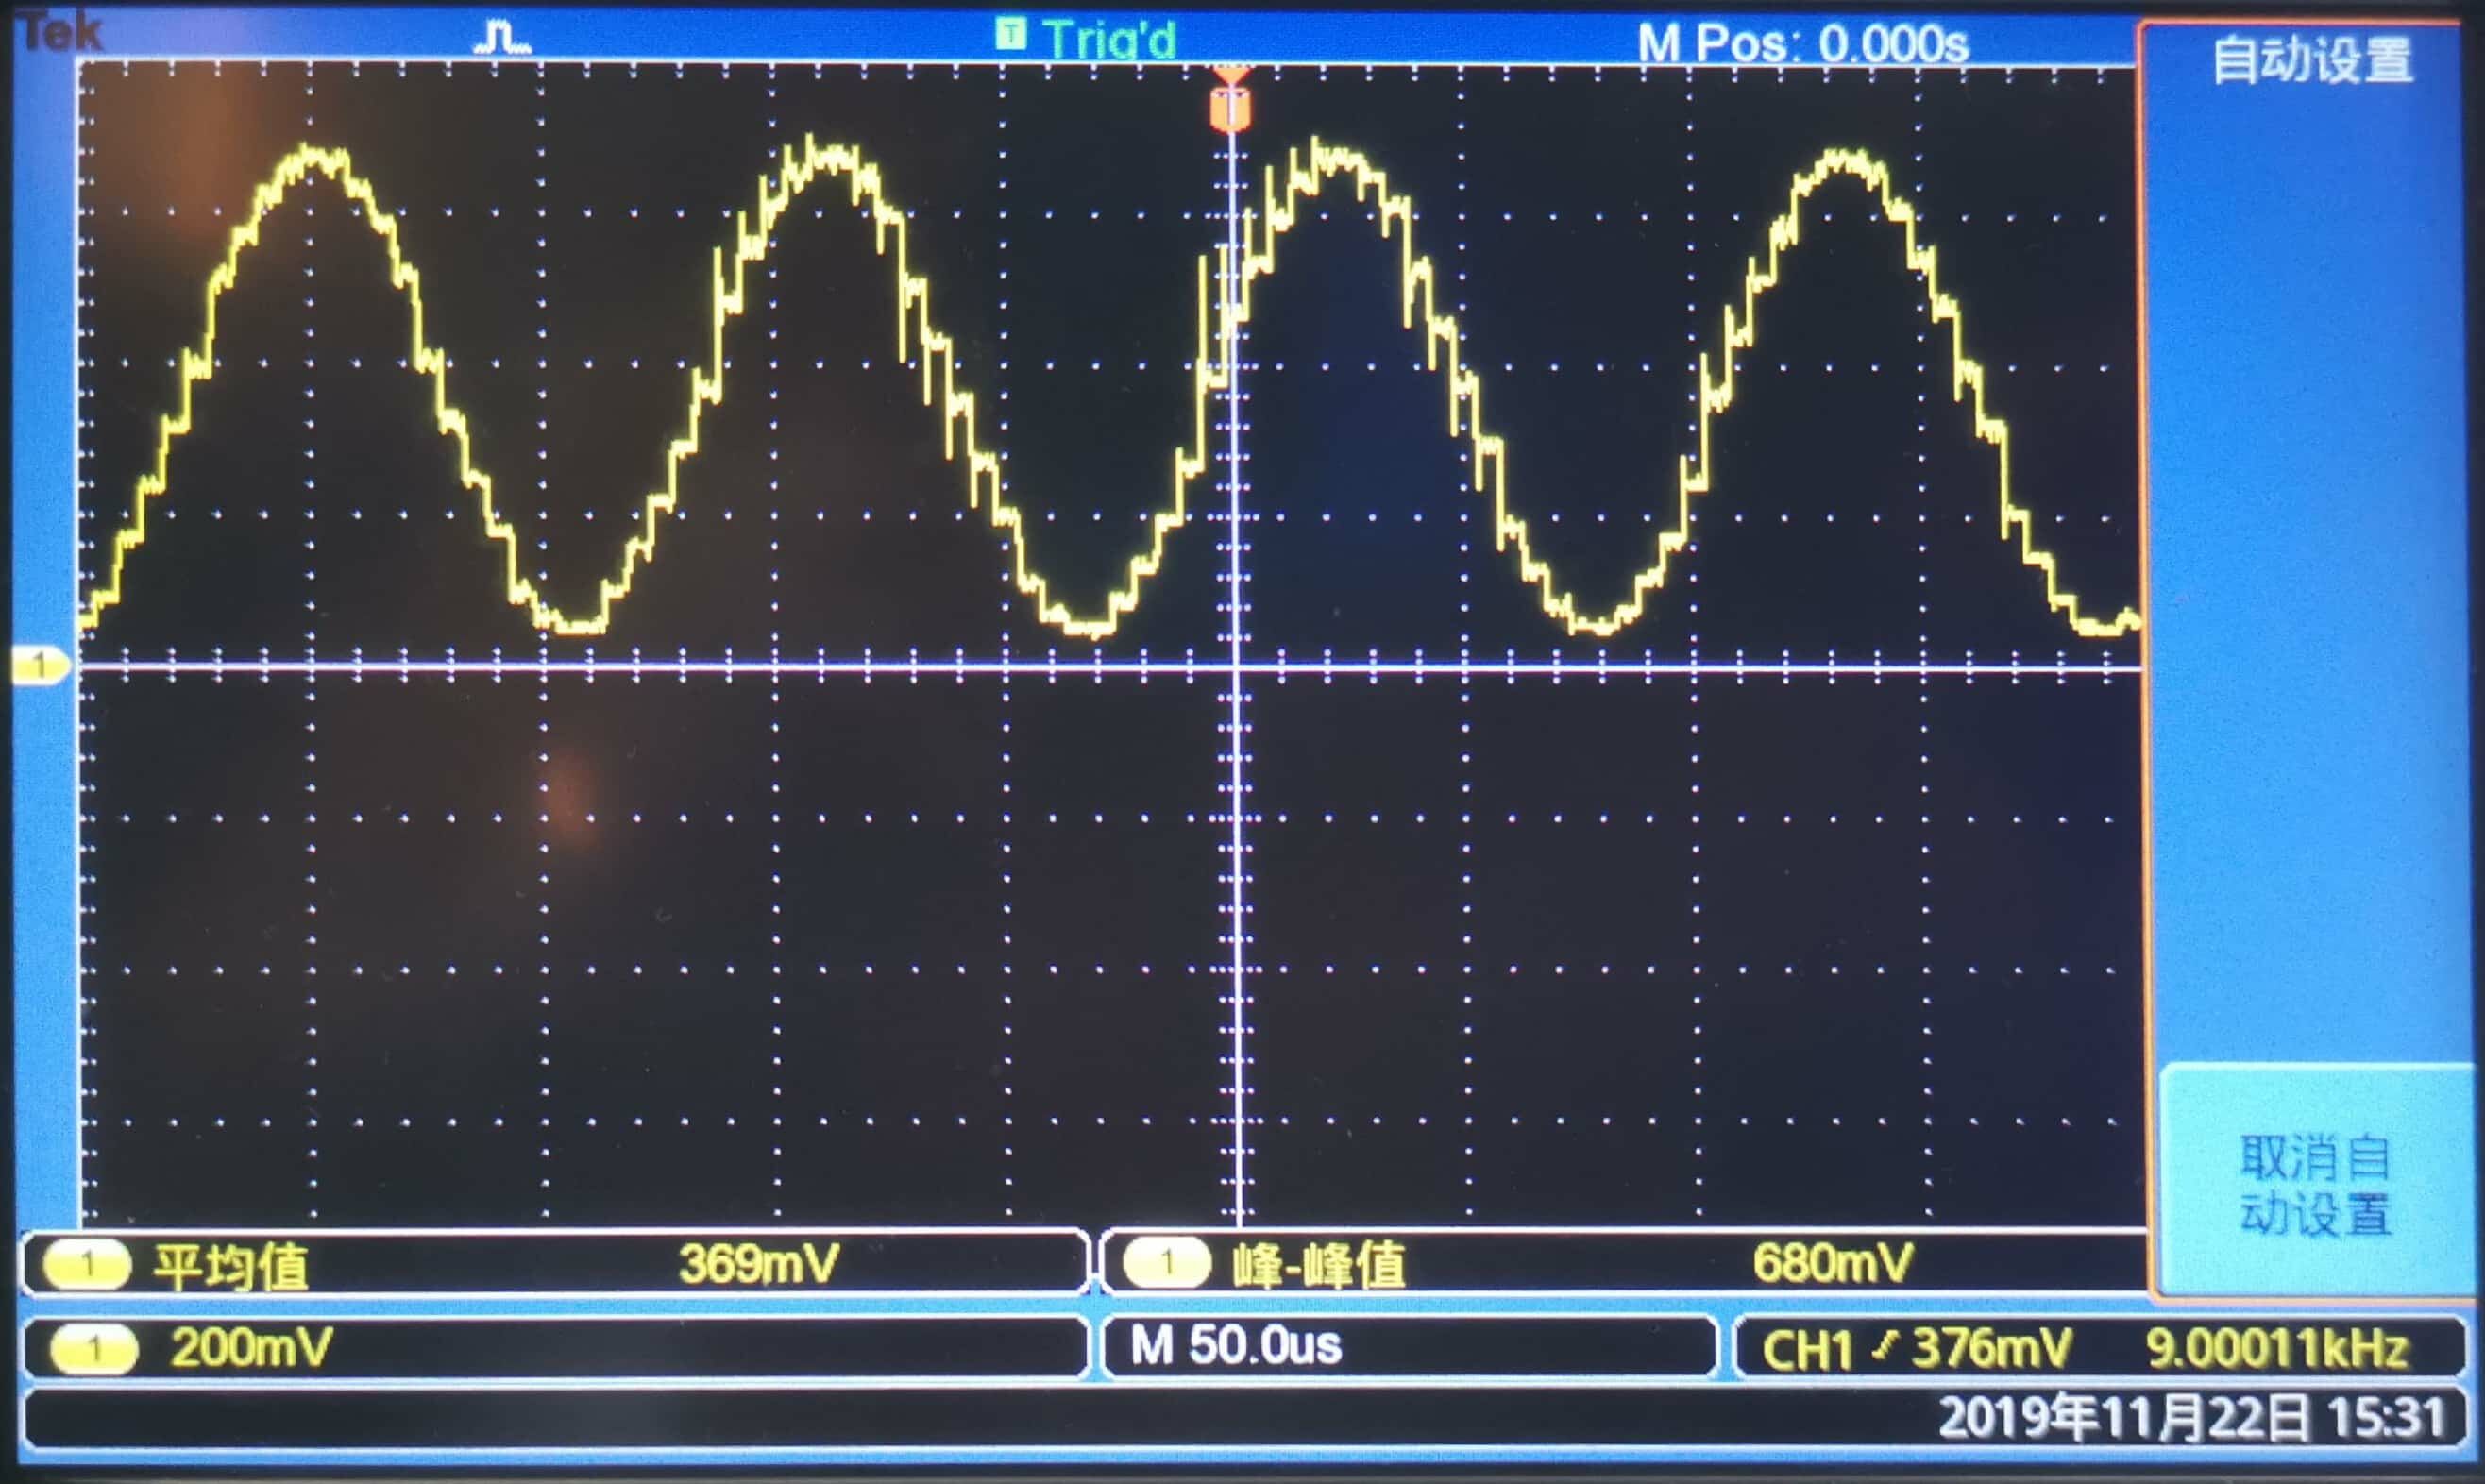 Tek
T Trig'd
M Pos: 0.000s
自动设置
T
1
取消自
动设置
1 平均值 369mV
1 峰-峰值 680mV
1 200mV
M 50.0us
CH1 376mV 9.00011kHz
2019年11月22日 15:31